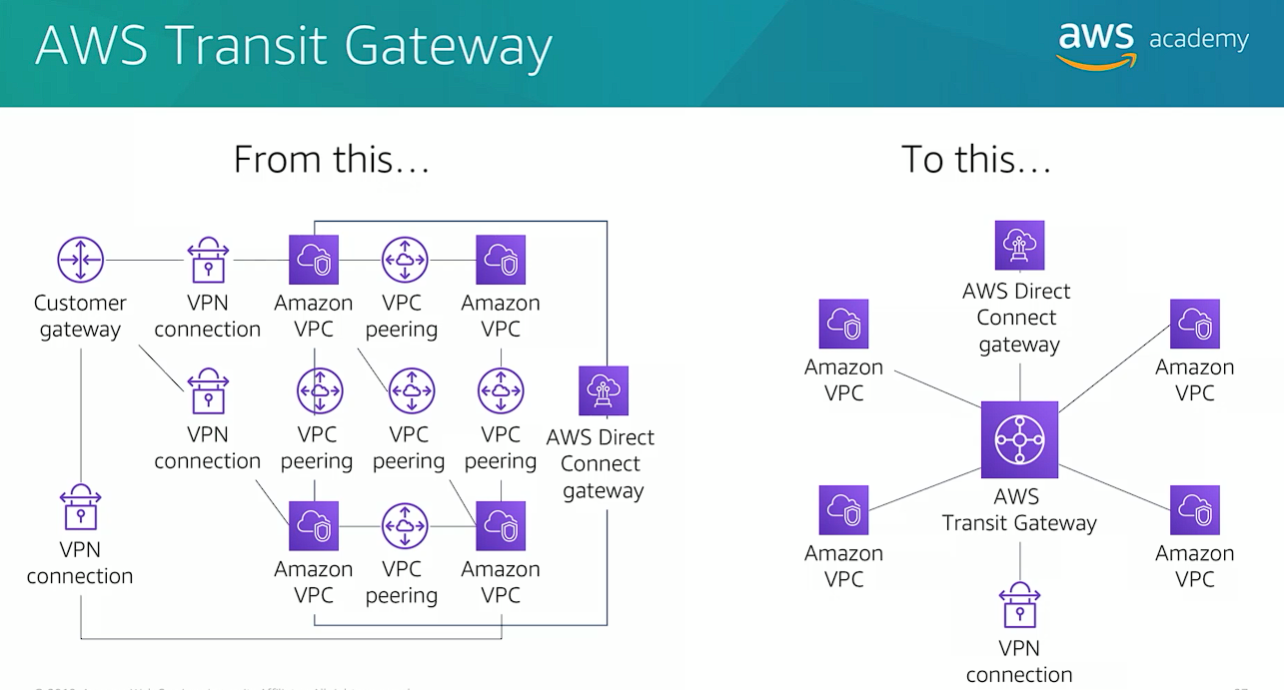 AWS Transit Gateway
aws academy
From this...
To this...
Customer
gateway
VPN
connection
Amazon
VPC
VPC
peering
Amazon
VPC
VPN
connection
VPC
peering
VPC
peering
VPC
peering
AWS Direct
Connect
gateway
VPN
connection
Amazon
VPC
VPC
peering
Amazon
VPC
AWS Direct
Connect
gateway
Amazon
VPC
Amazon
VPC
AWS
Transit Gateway
Amazon
VPC
Amazon
VPC
VPN
connection